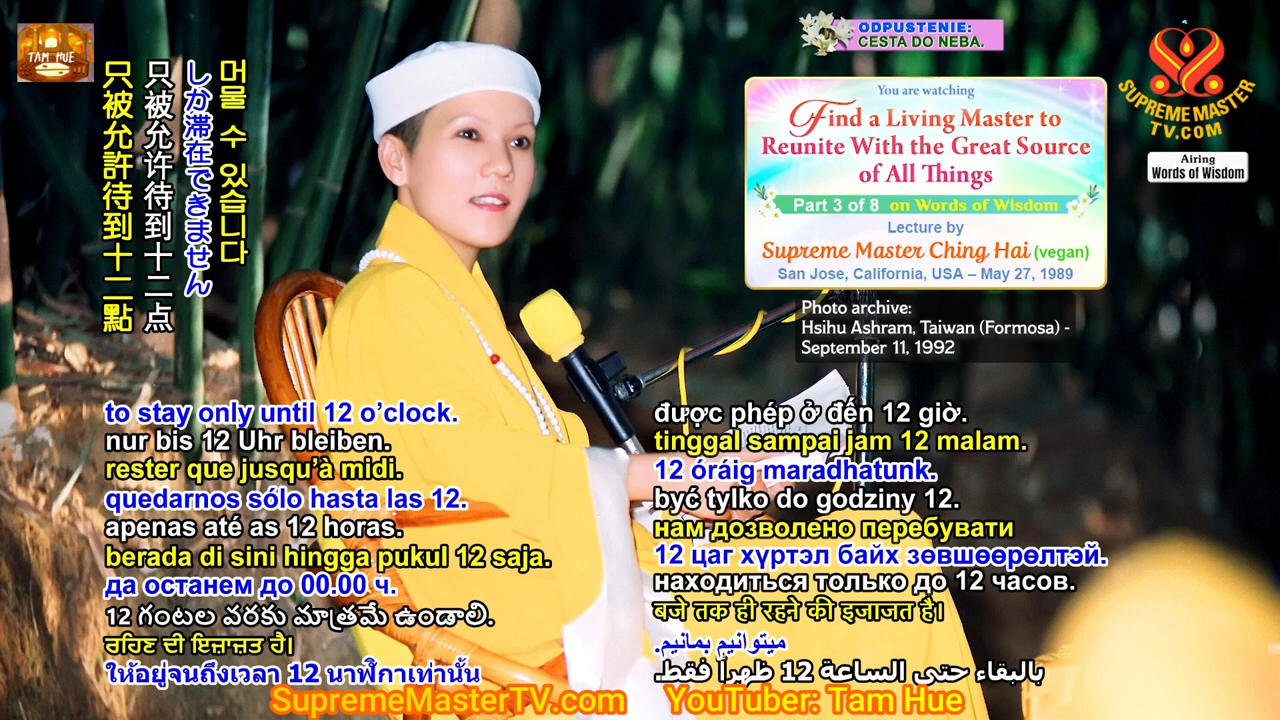 TAM HUE
ODPUSTENIE:
CESTA DO NEBA.
SUPREME MASTER
TV.COM
Airing
Words of Wisdom
You are watching
Find a Living Master to
Reunite With the Great Source
of All Things
Part 3 of 8 on Words of Wisdom
Lecture by
Supreme Master Ching Hai (vegan)
San Jose, California, USA – May 27, 1989
Photo archive:
Hsihu Ashram, Taiwan (Formosa) -
September 11, 1992
머물 수 있습니다
しか滞在できません
只被允许待到十二点
只被允許待到十二點
to stay only until 12 o’clock.
nur bis 12 Uhr bleiben.
rester que jusqu’à midi.
quedarnos sólo hasta las 12.
apenas até as 12 horas.
berada di sini hingga pukul 12 saja.
да останем до 00.00 ч.
12 గంటల వరకు మాత్రమే ఉండాలి.
ਰਹਿਣ ਦੀ ਇਜ਼ਾਜ਼ਤ ਹੈ।
ให้อยู่จนถึงเวลา 12 นาฬิกาเท่านั้น
được phép ở đến 12 giờ.
tinggal sampai jam 12 malam.
12 óráig maradhatunk.
być tylko do godziny 12.
нам дозволено перебувати
12 цаг хүртэл байх зөвшөөрөлтэй.
находиться только до 12 часов.
बजे तक ही रहने की इजाजत है।
میتوانیم بمانیم.
بالبقاء حتى الساعة 12 ظهراً فقط.
SupremeMasterTV.com
YouTuber: Tam Hue